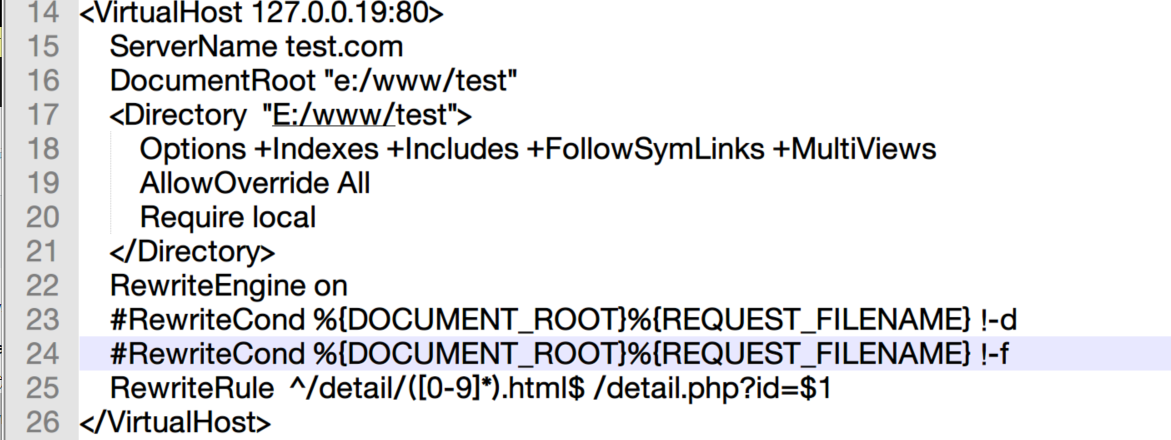 14 <VirtualHost 127.0.0.19:80>
15 ServerName test.com
16 DocumentRoot "e:/www/test"
17 <Directory  "E:/www/test">
18 Options +Indexes +Includes +FollowSymLinks +MultiViews
19 AllowOverride All
20 Require local
21 </Directory>
22 RewriteEngine on
23 #RewriteCond %{DOCUMENT_ROOT}%{REQUEST_FILENAME} !-d
24 #RewriteCond %{DOCUMENT_ROOT}%{REQUEST_FILENAME} !-f
25 RewriteRule  ^/detail/([0-9]*).html$ /detail.php?id=$1
26 </VirtualHost>